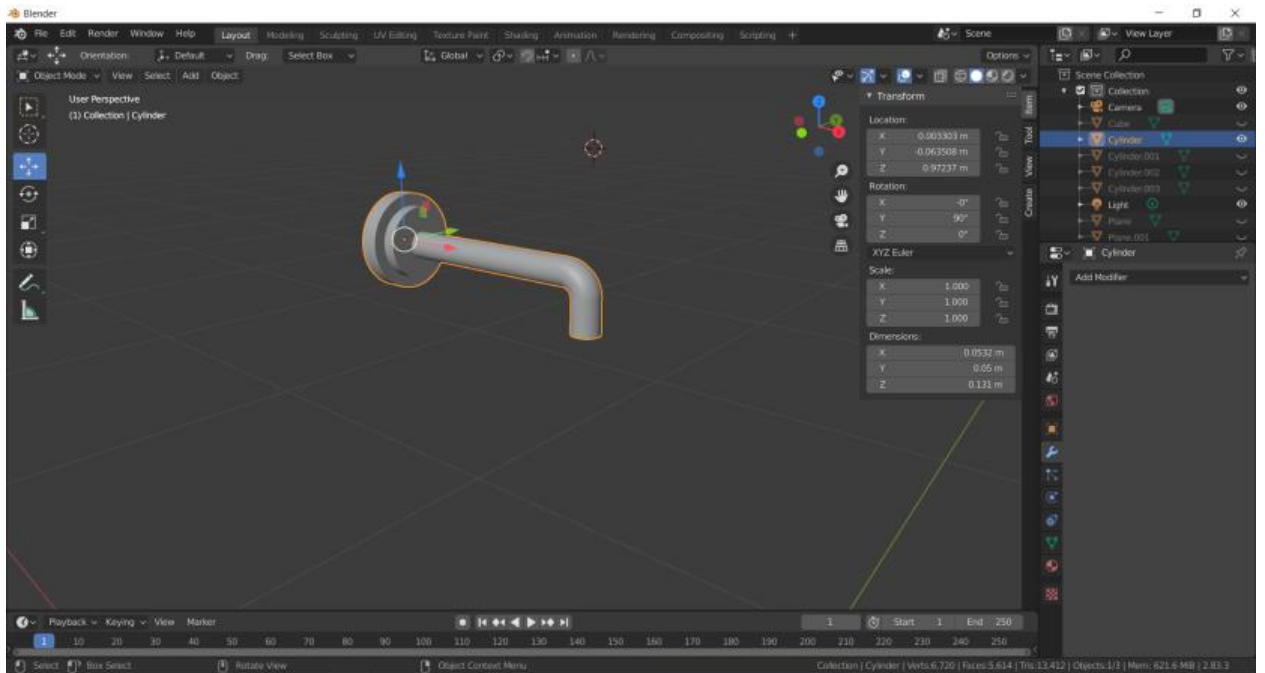 Blender
File Edit Render Window Help Layout Modeling Sculpting UV Editing Texture Paint Shading Animation Rendering Compositing Scripting + Scene View Layer
Orientation: Default Drag: Select Box Global Options
Object Mode View Select Add Object
User Perspective
(1) Collection | Cylinder
Transform
Location:
X 0.003303 m
Y -0.063508 m
Z 0.97237 m
Rotation:
X -0°
Y 90°
Z 0°
XYZ Euler
Scale:
X 1.000
Y 1.000
Z 1.000
Dimensions:
X 0.0532 m
Y 0.05 m
Z 0.131 m
Item
Tool
View
Create
Scene Collection
Collection
Camera
Cube
Cylinder
Cylinder.001
Cylinder.002
Cylinder.003
Light
Plane
Plane.001
Cylinder
Add Modifier
Playback Keying View Marker 1 Start 1 End 250
1 10 20 30 40 50 60 70 80 90 100 110 120 130 140 150 160 170 180 190 200 210 220 230 240 250
Select Box Select Rotate View Object Context Menu Collection | Cylinder | Verts:6,720 | Faces:5,614 | Tris:13,412 | Objects:1/3 | Mem: 621.6 MiB | 2.83.3